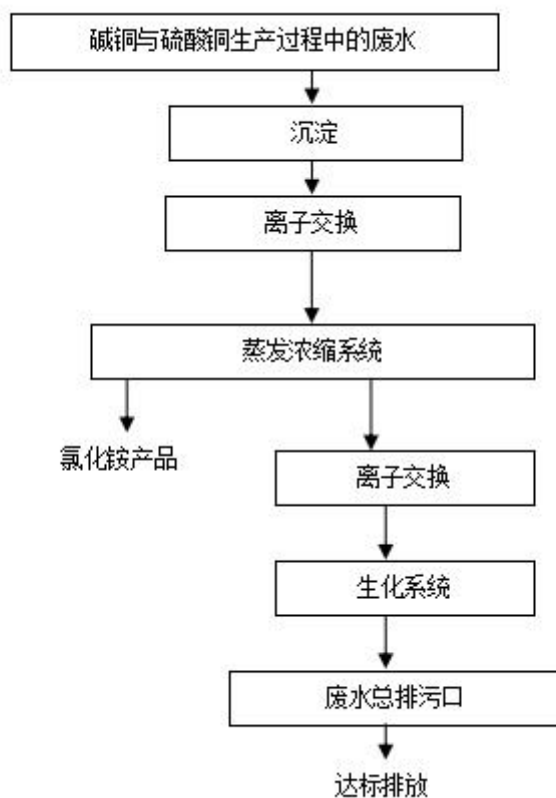 碱铜与硫酸铜生产过程中的废水
沉淀
离子交换
蒸发浓缩系统
氯化铵产品
离子交换
生化系统
废水总排污口
达标排放